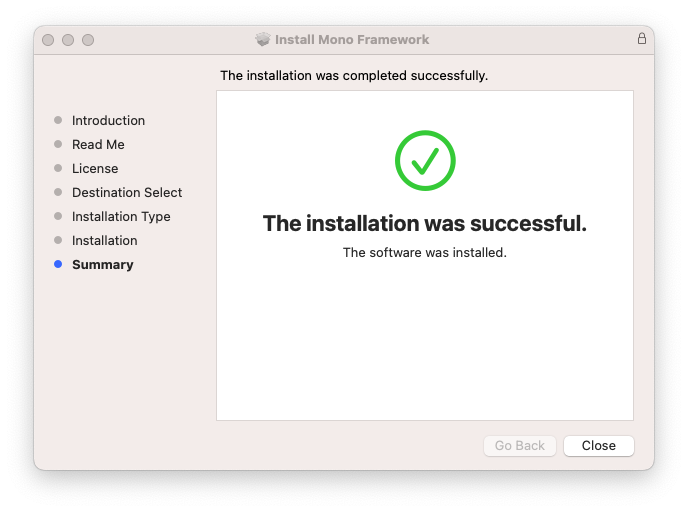 Install Mono Framework
The installation was completed successfully.
Introduction
Read Me
License
Destination Select
Installation Type
Installation
Summary
The installation was successful.
The software was installed.
Go Back
Close